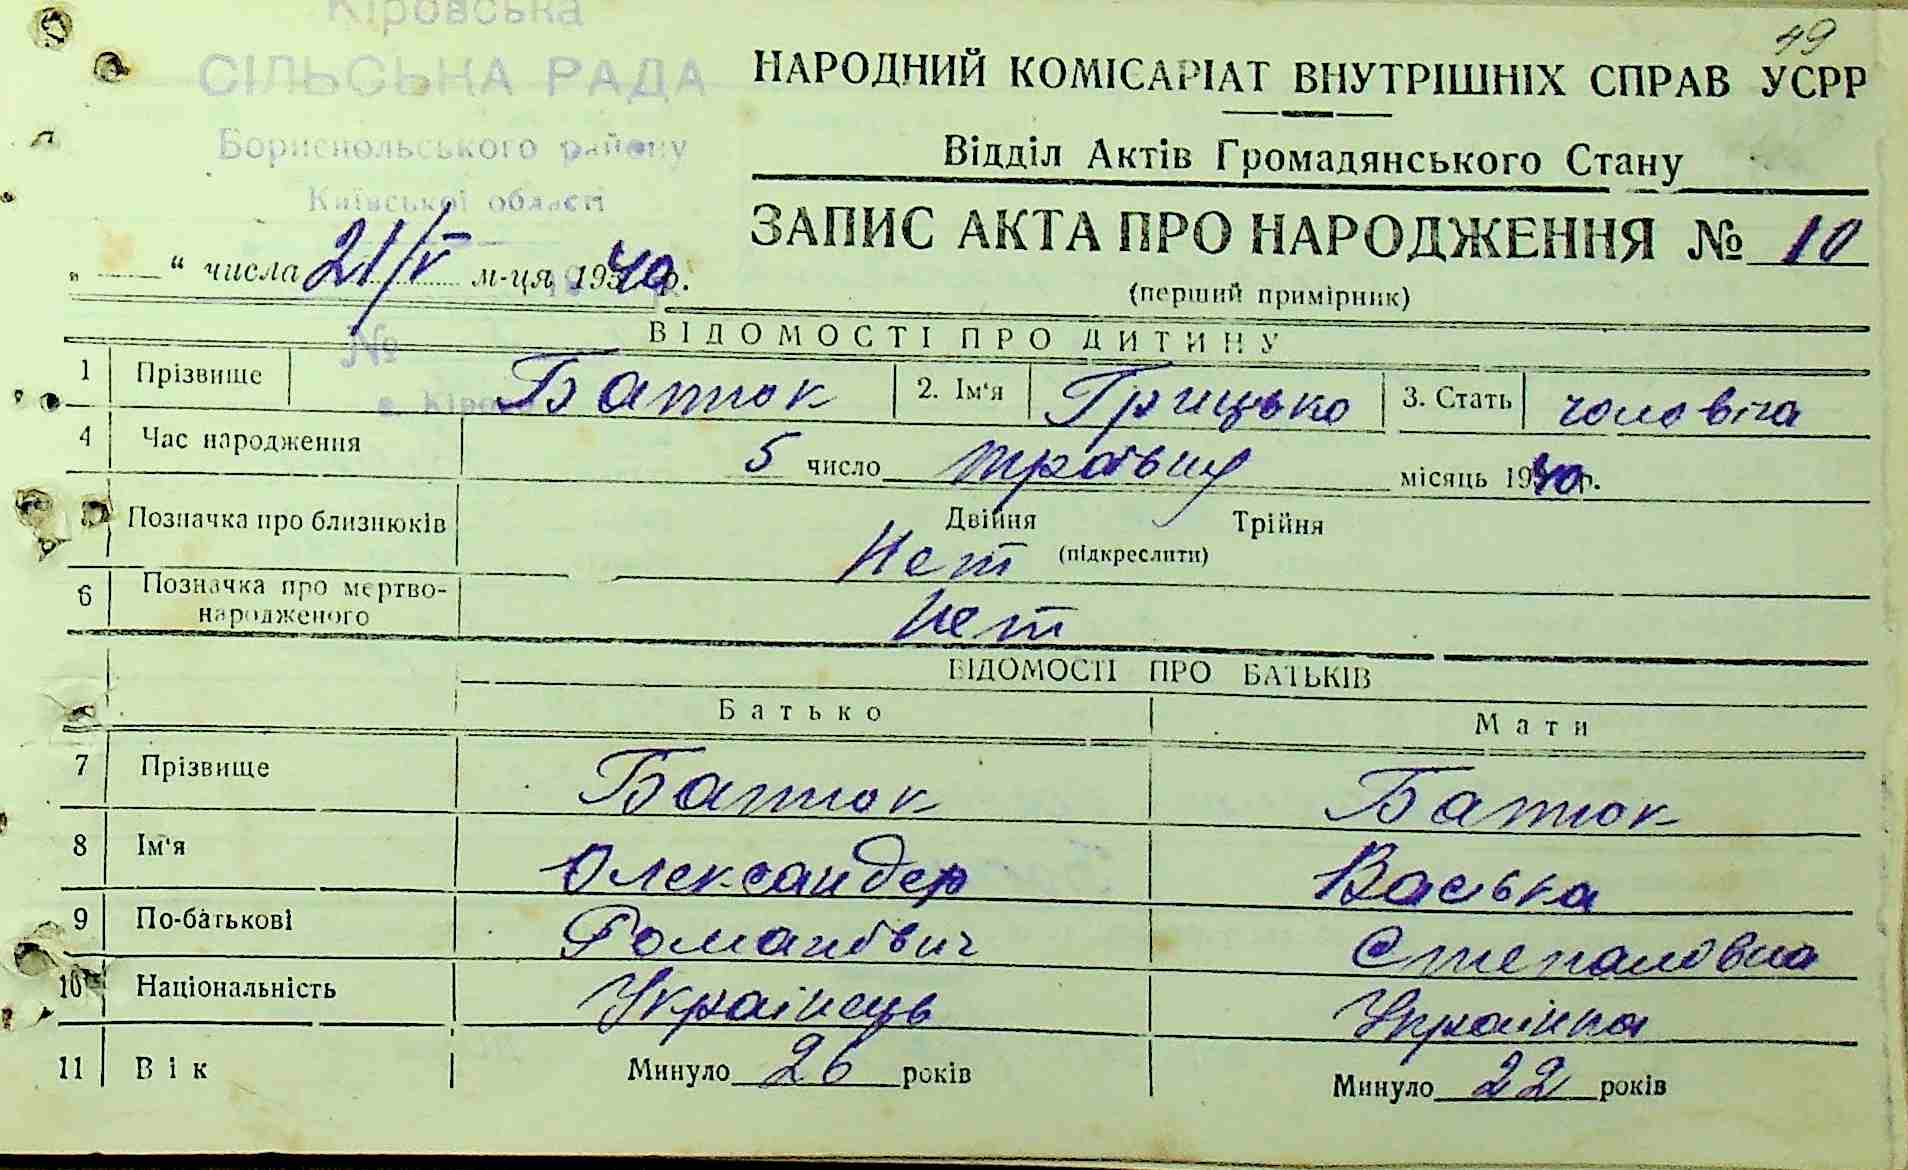 49
Кіровська
СІЛЬСЬКА РАДА
Бориспольського району
Київської області
НАРОДНИЙ КОМІСАРІАТ ВНУТРІШНІХ СПРАВ УСРР
Відділ Актів Громадянського Стану
ЗАПИС АКТА ПРО НАРОДЖЕННЯ № 10
(перший примірник)
„ “ числа 21/V м-ця 1940 р.
№
с. Кіров
ВІДОМОСТІ ПРО ДИТИНУ
1 Прізвище Батюк 2. Ім'я Грицько 3. Стать чоловіча
4 Час народження 5 число травня місяць 1940 р.
5 Позначка про близнюків Двійня Трійня
Нет (підкреслити)
6 Позначка про мертво-
народженого Нет
ВІДОМОСТІ ПРО БАТЬКІВ
Батько Мати
7 Прізвище Батюк Батюк
8 Ім'я Олександер Васька
9 По-батькові Романович Степановна
10 Національність Українець Українка
11 Вік Минуло 26 років Минуло 22 років